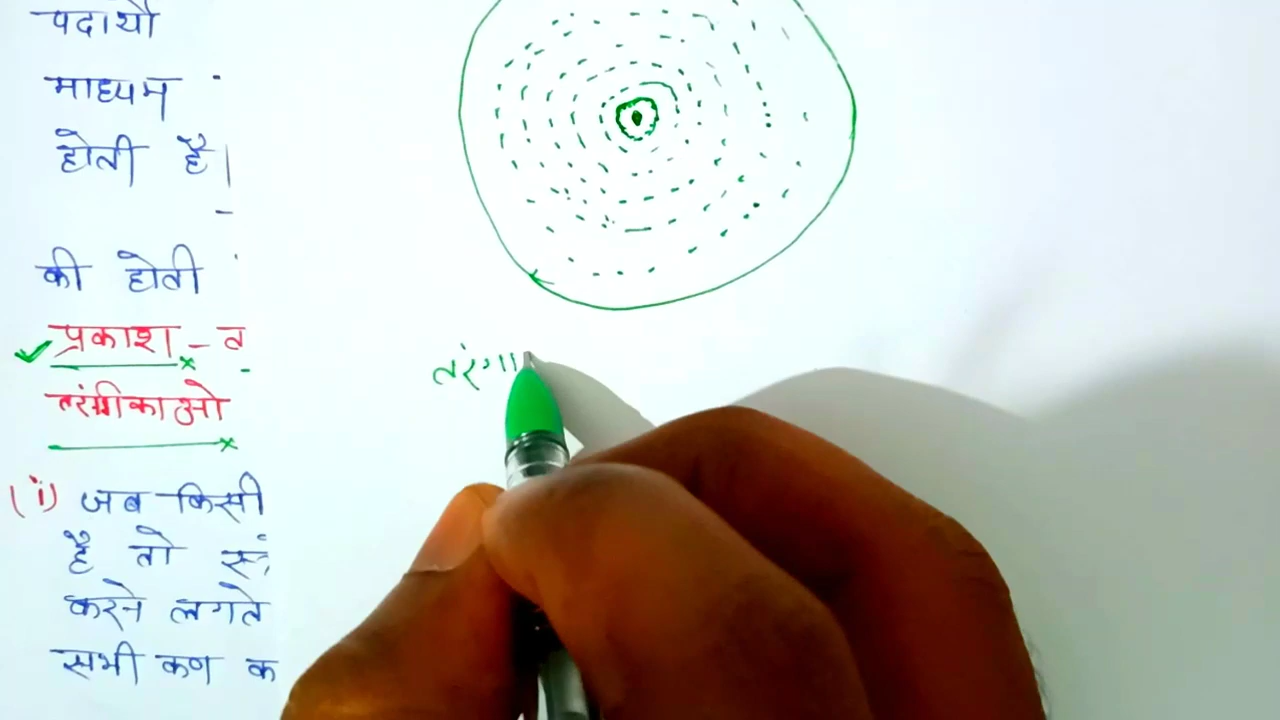 पदार्थो
माध्यम
होती है।
की होती
प्रकाश - त
तरंगिकाओ
(i) जब किसी
है तो
करने लगते
सभी कण क
तरंगा